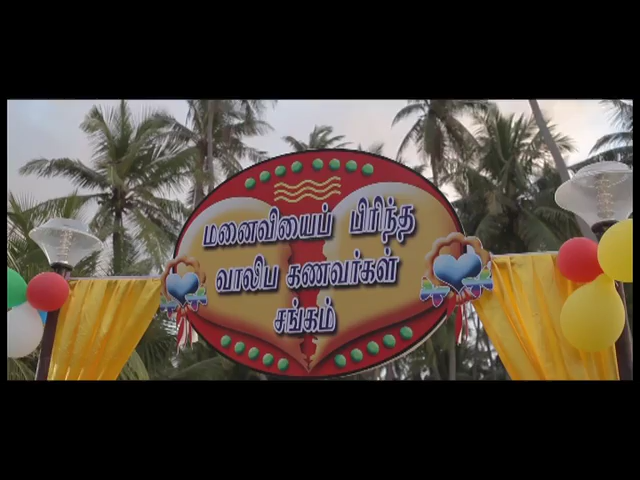 மனைவியைப் பிரிந்த
வாலிப கணவர்கள்
சங்கம்